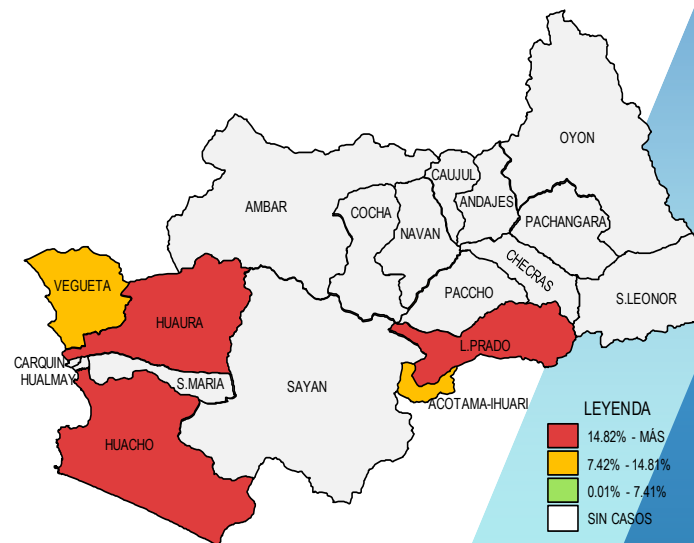 OYON
CAUJUL
ANDAJES
AMBAR
COCHA
NAVAN
PACHANGARA
CHECRAS
VEGUETA
PACCHO
S.LEONOR
HUAURA
L.PRADO
CARQUIN
HUALMAY
S.MARIA
SAYAN
ACOTAMA-IHUARI
HUACHO
LEYENDA
14.82% - MÁS
7.42% - 14.81%
0.01% - 7.41%
SIN CASOS